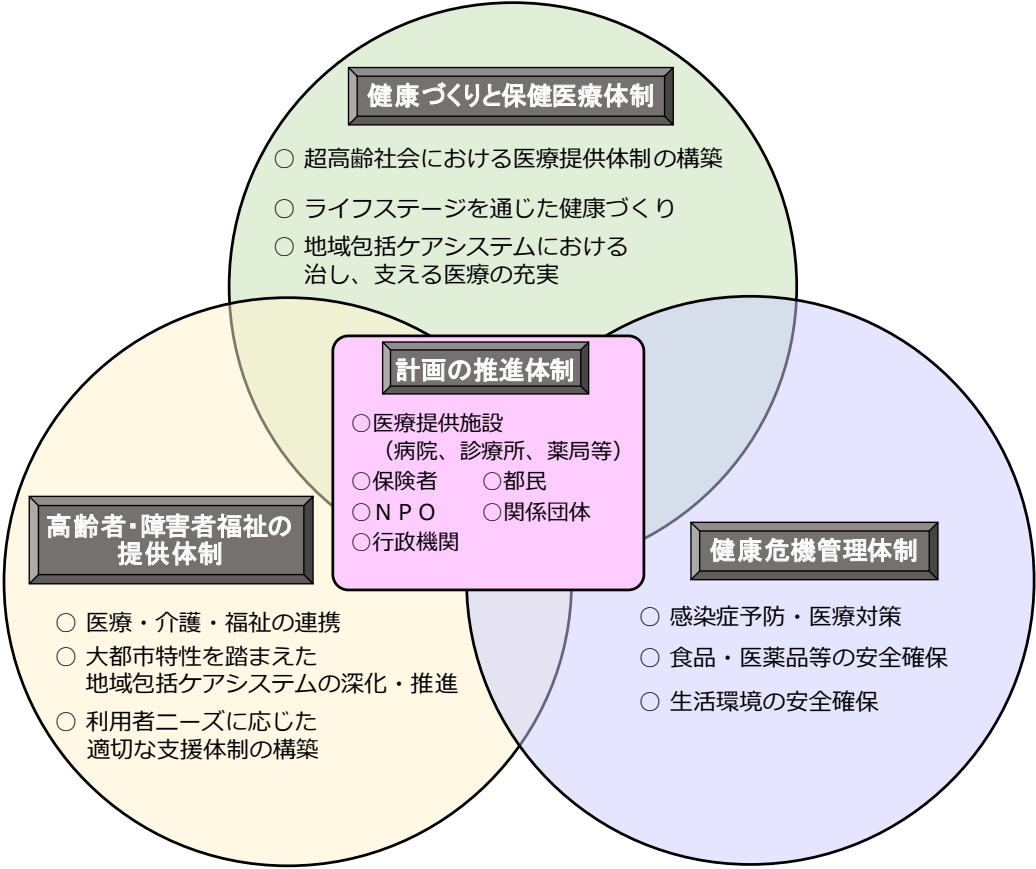 健康づくりと保健医療体制
○ 超高齢社会における医療提供体制の構築
○ ライフステージを通じた健康づくり
○ 地域包括ケアシステムにおける
治し、支える医療の充実
計画の推進体制
○医療提供施設
（病院、診療所、薬局等）
○保険者 ○都民
○ＮＰＯ ○関係団体
○行政機関
高齢者・障害者福祉の
提供体制
○ 医療・介護・福祉の連携
○ 大都市特性を踏まえた
地域包括ケアシステムの深化・推進
○ 利用者ニーズに応じた
適切な支援体制の構築
健康危機管理体制
○ 感染症予防・医療対策
○ 食品・医薬品等の安全確保
○ 生活環境の安全確保